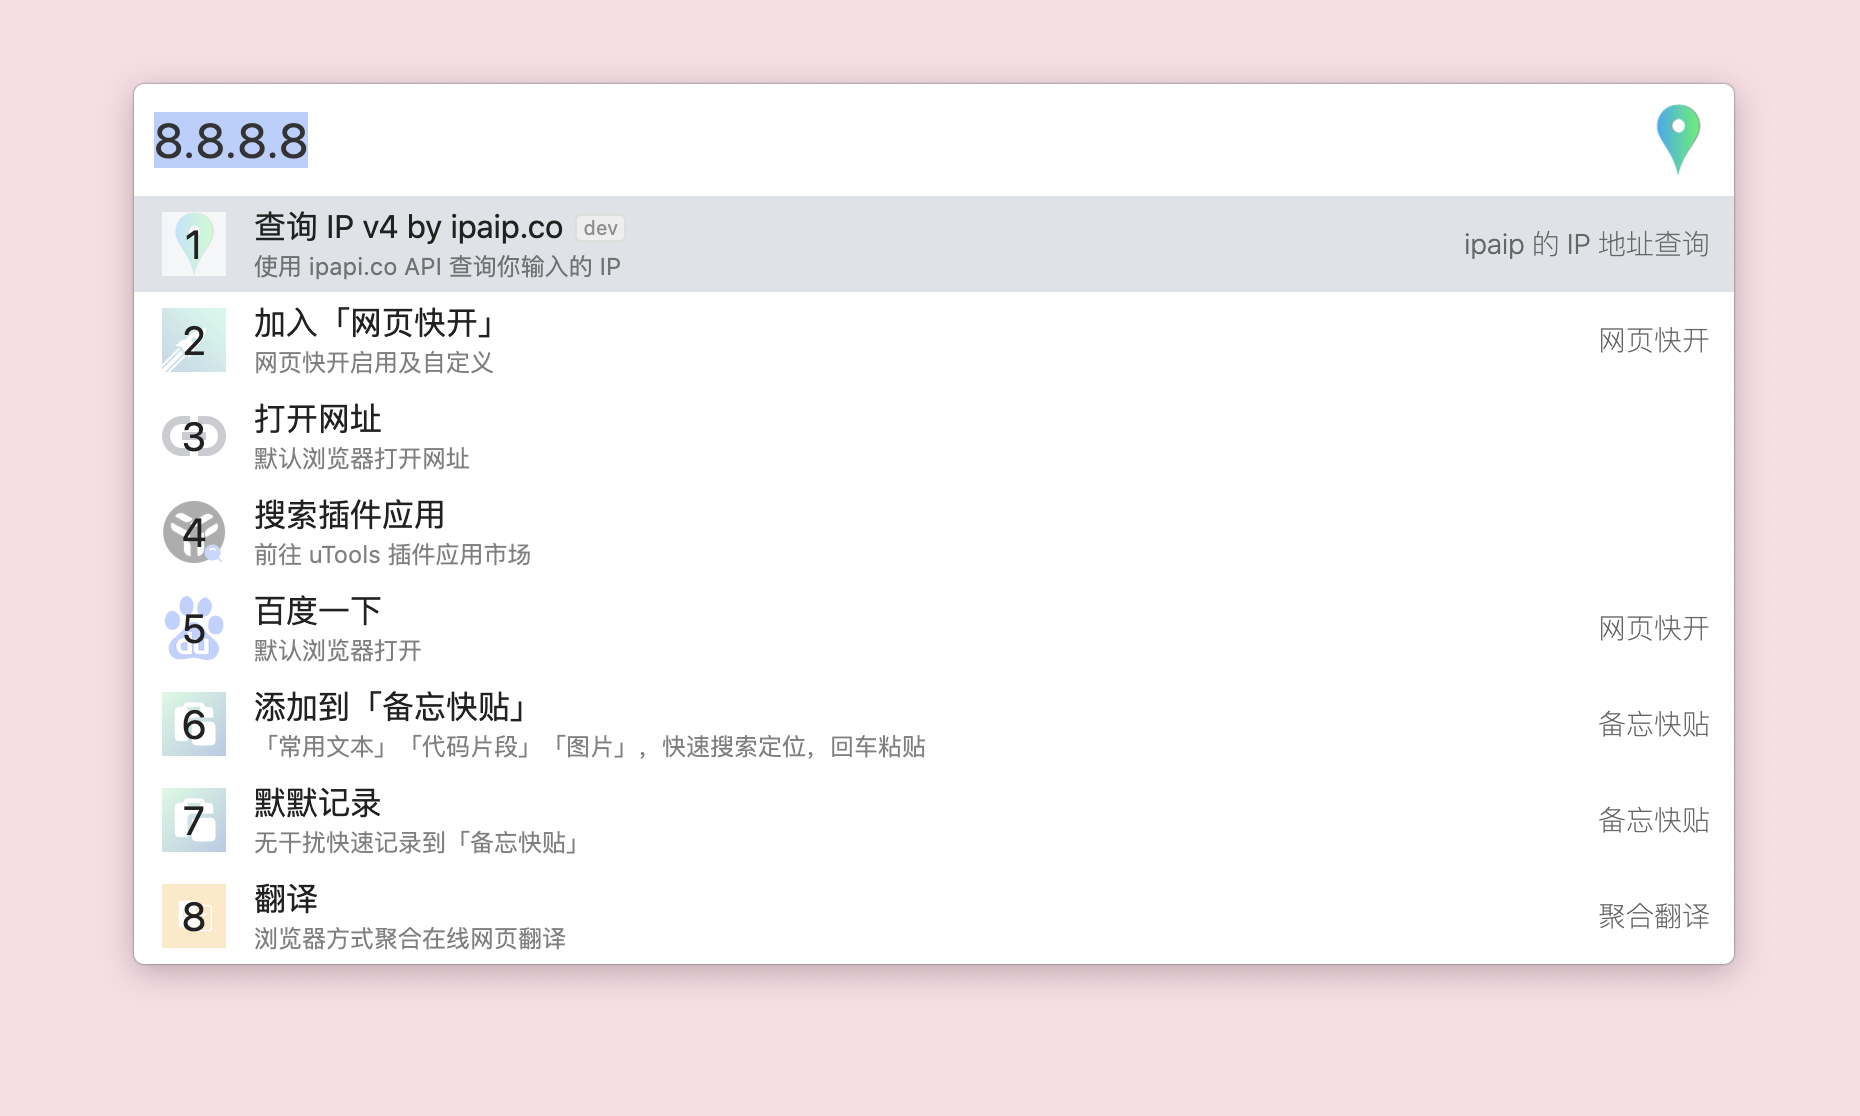 8.8.8.8
1 查询 IP v4 by ipaip.co dev
使用 ipapi.co API 查询你输入的 IP
ipaip 的 IP 地址查询
2 加入「网页快开」
网页快开启用及自定义
网页快开
3 打开网址
默认浏览器打开网址
4 搜索插件应用
前往 uTools 插件应用市场
5 百度一下
默认浏览器打开
网页快开
du
6 添加到「备忘快贴」
「常用文本」「代码片段」「图片」，快速搜索定位，回车粘贴
备忘快贴
7 默默记录
无干扰快速记录到「备忘快贴」
备忘快贴
8 翻译
浏览器方式聚合在线网页翻译
聚合翻译